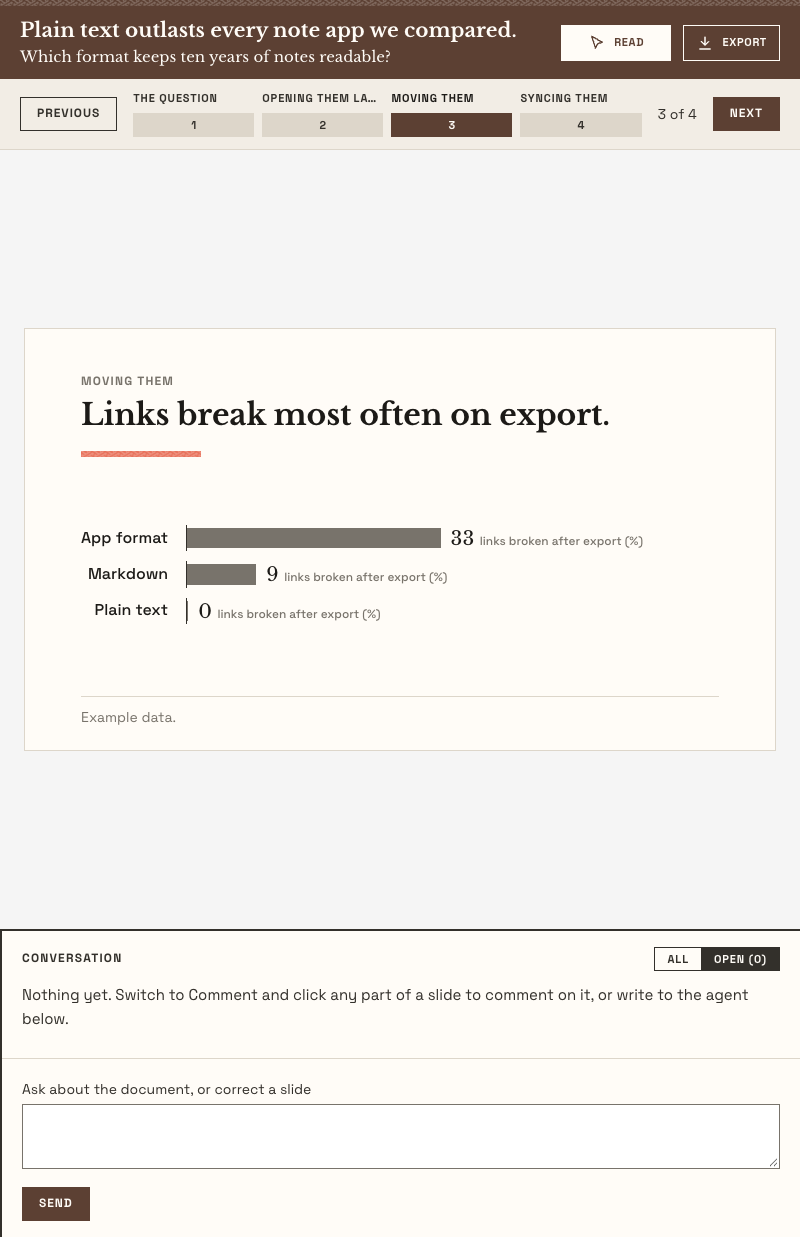 Plain text outlasts every note app we compared.
Which format keeps ten years of notes readable?
READ
EXPORT
PREVIOUS
THE QUESTION
1
OPENING THEM LA...
2
MOVING THEM
3
SYNCING THEM
4
3 of 4
NEXT
MOVING THEM
Links break most often on export.
App format 33 links broken after export (%)
Markdown 9 links broken after export (%)
Plain text 0 links broken after export (%)
Example data.
CONVERSATION
ALL
OPEN (0)
Nothing yet. Switch to Comment and click any part of a slide to comment on it, or write to the agent
below.
Ask about the document, or correct a slide
SEND